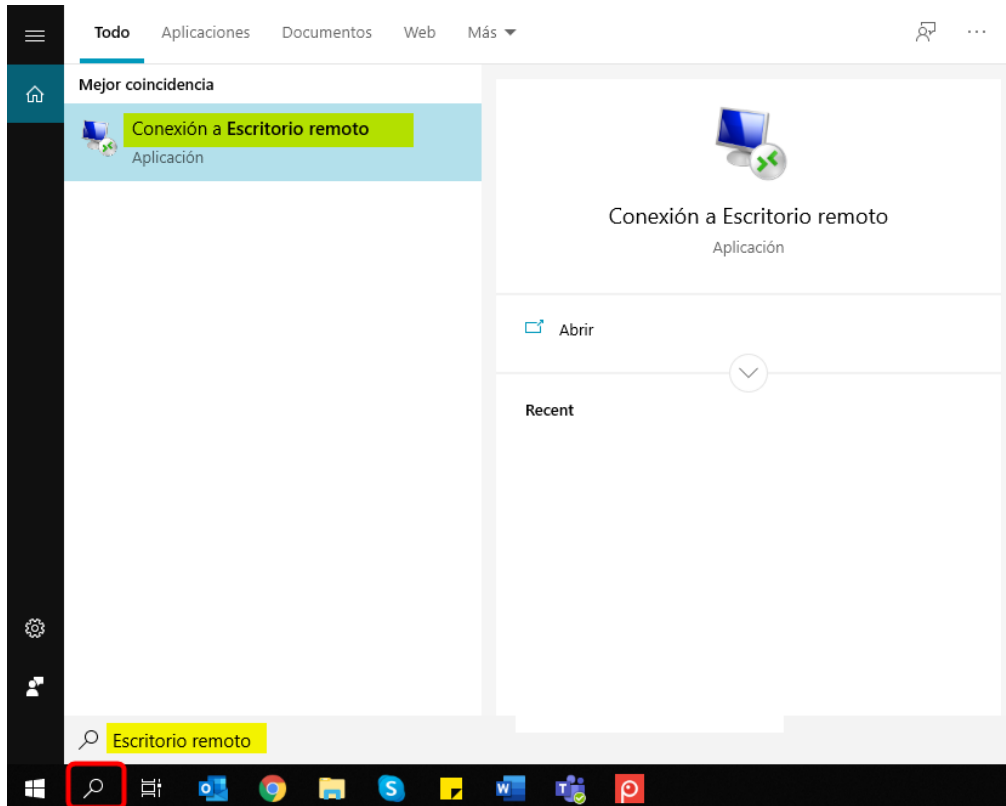 Todo Aplicaciones Documentos Web Más
Mejor coincidencia
Conexión a Escritorio remoto
Aplicación
Conexión a Escritorio remoto
Aplicación
Abrir
Recent
Escritorio remoto